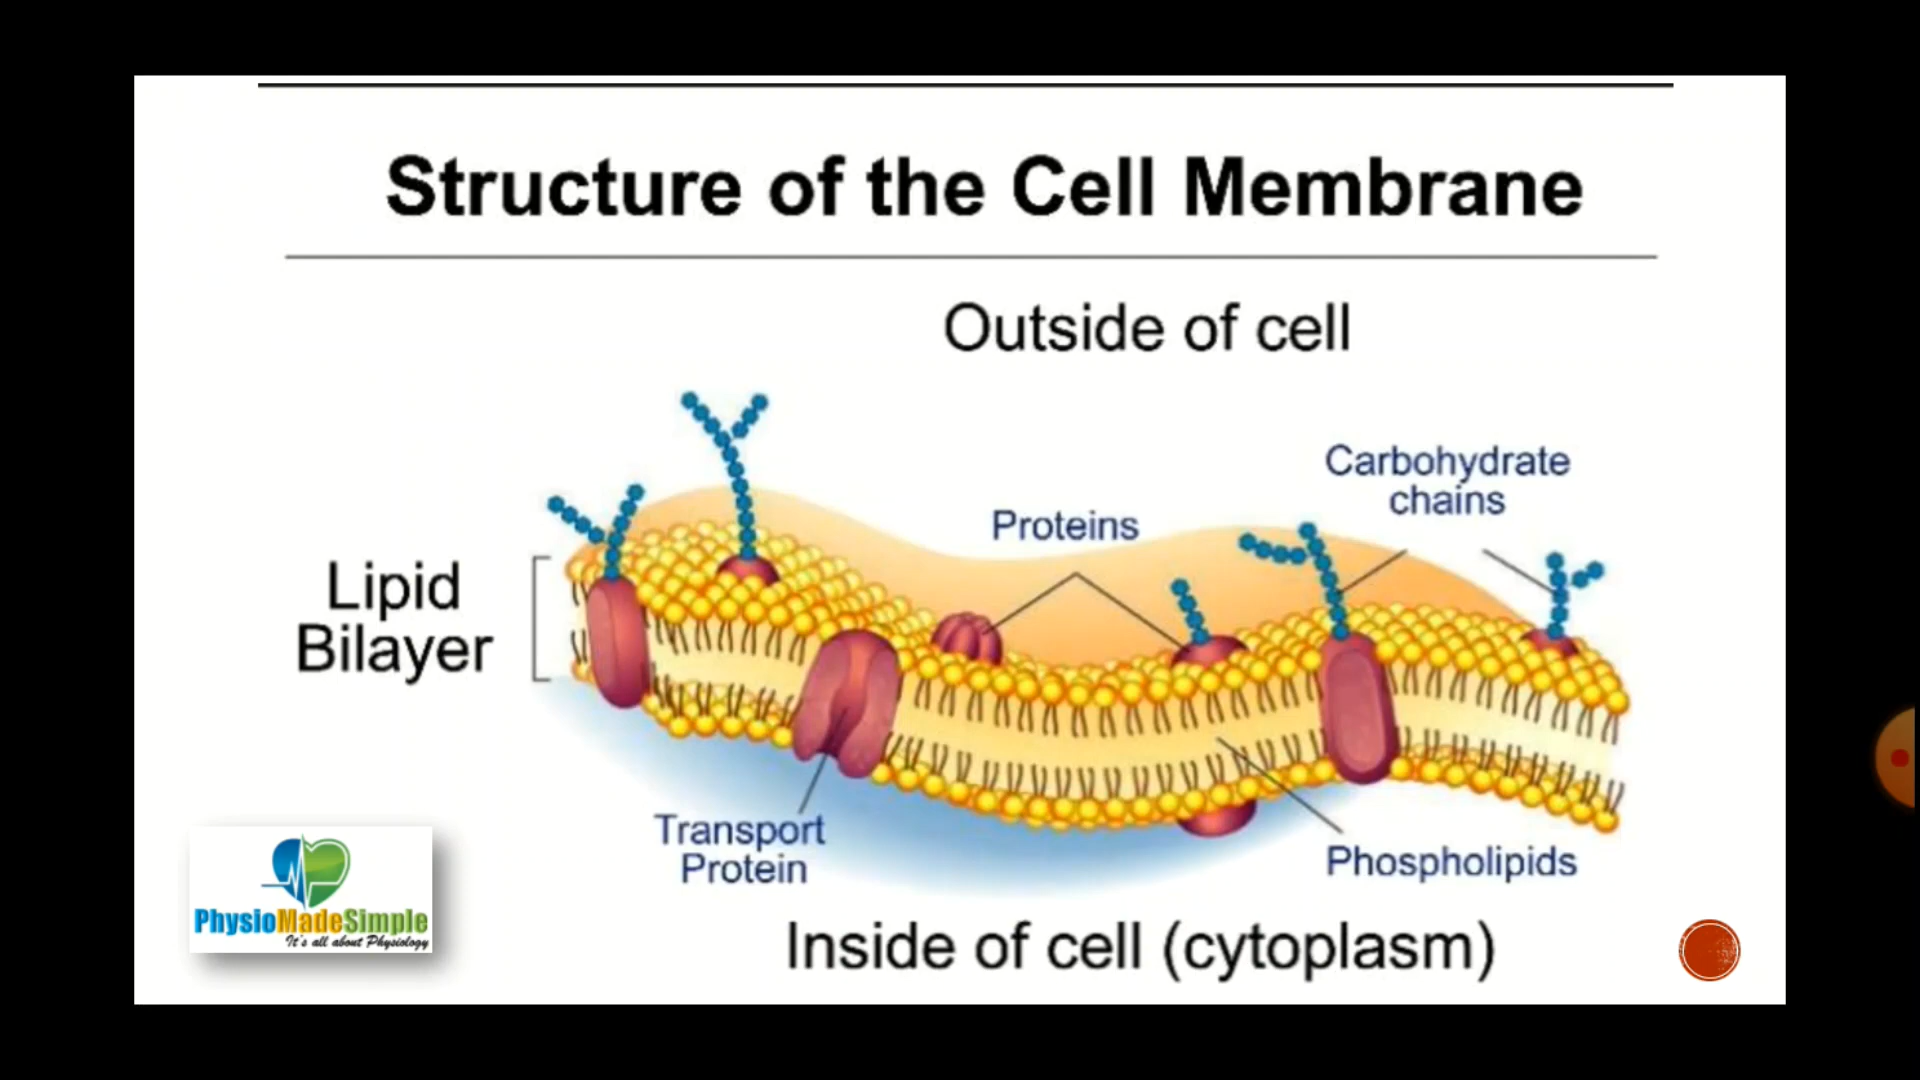 Structure of the Cell Membrane
Outside of cell
Carbohydrate
chains
Proteins
Lipid
Bilayer
Transport
Protein
Phospholipids
PhysioMadeSimple
It's all about Physiology
Inside of cell (cytoplasm)